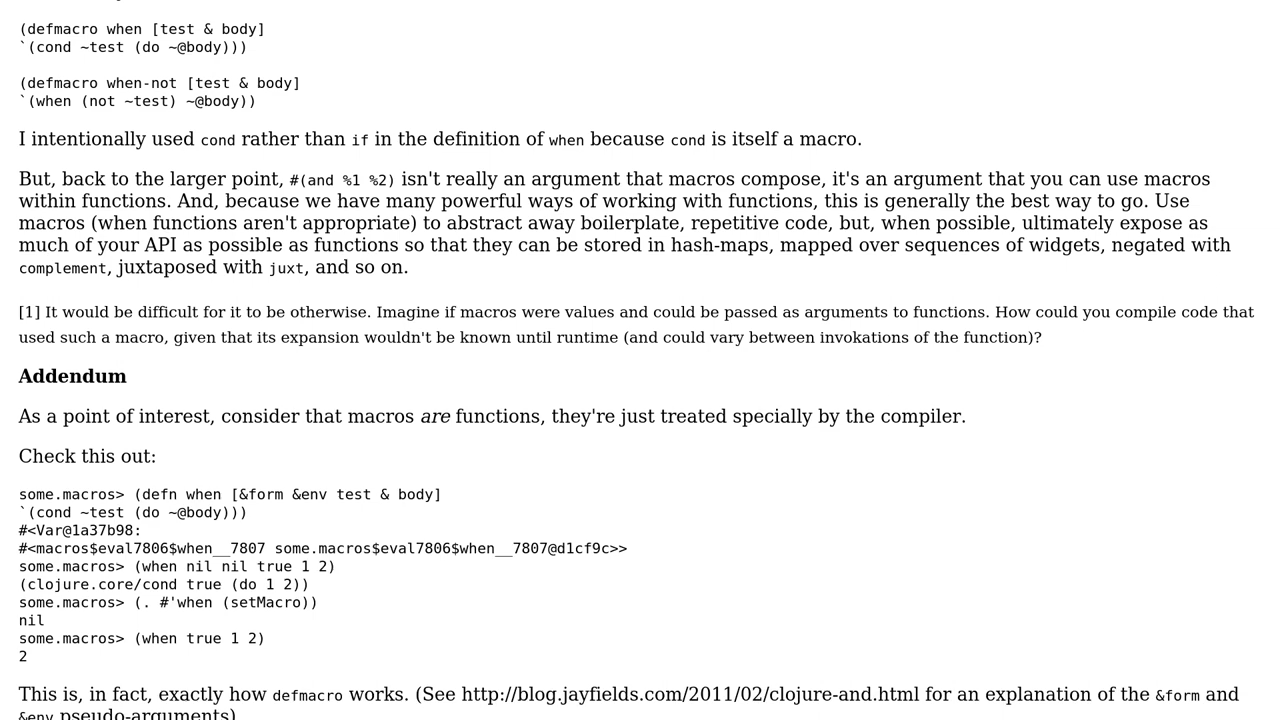 (defmacro when [test & body]
`(cond ~test (do ~@body)))
(defmacro when-not [test & body]
`(when (not ~test) ~@body))
I intentionally used cond rather than if in the definition of when because cond is itself a macro.
But, back to the larger point, #(and %1 %2) isn't really an argument that macros compose, it's an argument that you can use macros
within functions. And, because we have many powerful ways of working with functions, this is generally the best way to go. Use
macros (when functions aren't appropriate) to abstract away boilerplate, repetitive code, but, when possible, ultimately expose as
much of your API as possible as functions so that they can be stored in hash-maps, mapped over sequences of widgets, negated with
complement, juxtaposed with juxt, and so on.
[1] It would be difficult for it to be otherwise. Imagine if macros were values and could be passed as arguments to functions. How could you compile code that
used such a macro, given that its expansion wouldn't be known until runtime (and could vary between invokations of the function)?
Addendum
As a point of interest, consider that macros are functions, they're just treated specially by the compiler.
Check this out:
some.macros> (defn when [&form &env test & body]
`(cond ~test (do ~@body)))
#<Var@1a37b98:
#<macros$eval7806$when__7807 some.macros$eval7806$when__7807@d1cf9c>>
some.macros> (when nil nil true 1 2)
(clojure.core/cond true (do 1 2))
some.macros> (. #'when (setMacro))
nil
some.macros> (when true 1 2)
2
This is, in fact, exactly how defmacro works. (See http://blog.jayfields.com/2011/02/clojure-and.html for an explanation of the &form and
&env pseudo-arguments)